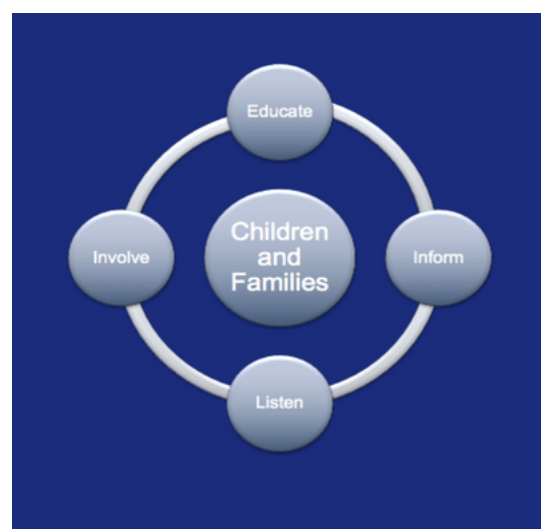 Educate
Involve
Children
and
Families
Inform
Listen